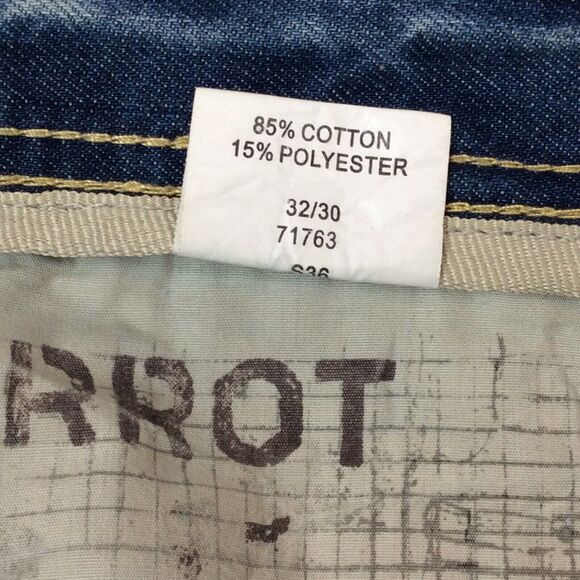 85% COTTON
15% POLYESTER
32/30
71763
S36
RROT